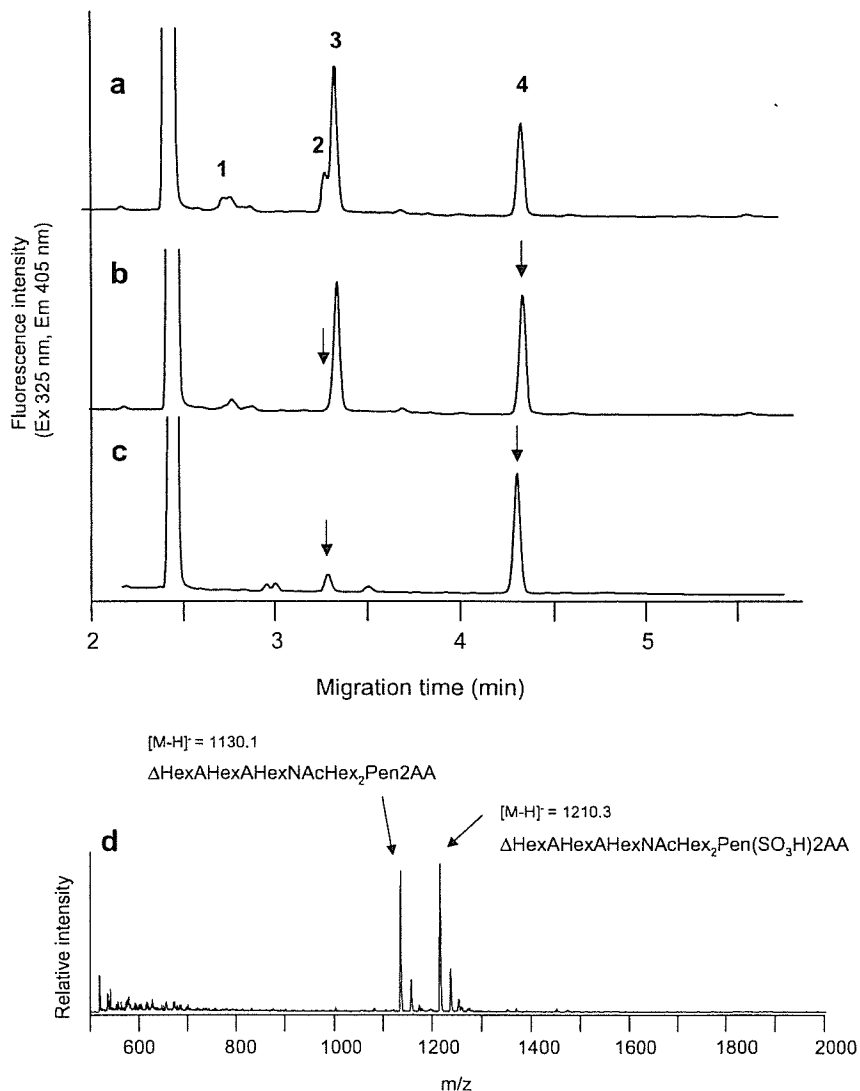 a
1
2
3
4
b
c
Fluorescence intensity
(Ex 325 nm, Em 405 nm)
2 3 4 5
Migration time (min)
[M-H]- = 1130.1
ΔHexAHexAHexNAcHex2Pen2AA
[M-H]- = 1210.3
ΔHexAHexAHexNAcHex2Pen(SO3H)2AA
d
Relative intensity
600 800 1000 1200 1400 1600 1800 2000
m/z